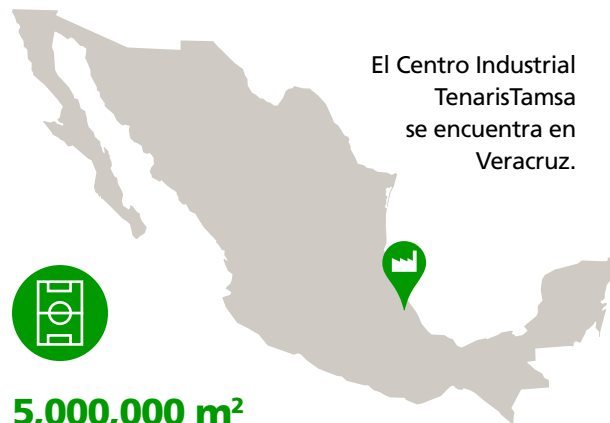 El Centro Industrial
TenarisTamsa
se encuentra en
Veracruz.
5,000,000 m²